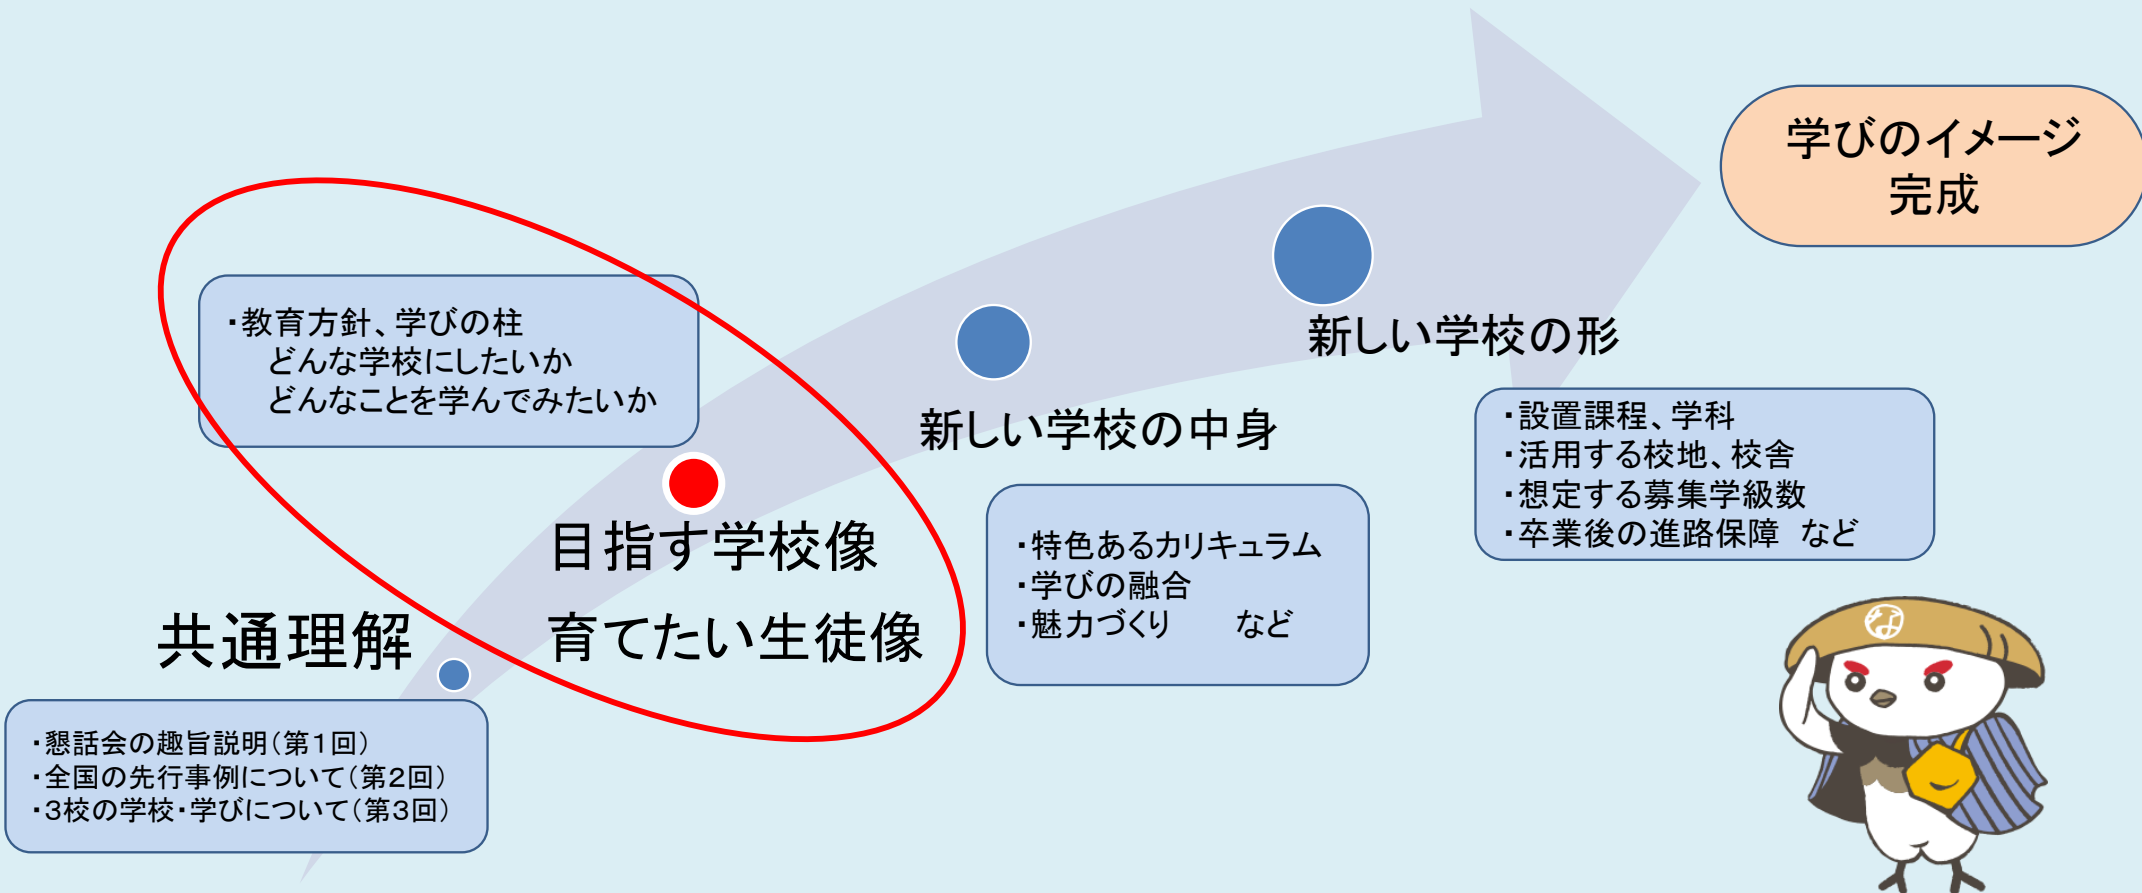 学びのイメージ
完成
・教育方針、学びの柱
どんな学校にしたいか
どんなことを学んでみたいか
新しい学校の形
・設置課程、学科
・活用する校地、校舎
・想定する募集学級数
・卒業後の進路保障 など
新しい学校の中身
・特色あるカリキュラム
・学びの融合
・魅力づくり など
目指す学校像
育てたい生徒像
共通理解
・懇話会の趣旨説明(第1回)
・全国の先行事例について(第2回)
・3校の学校・学びについて(第3回)